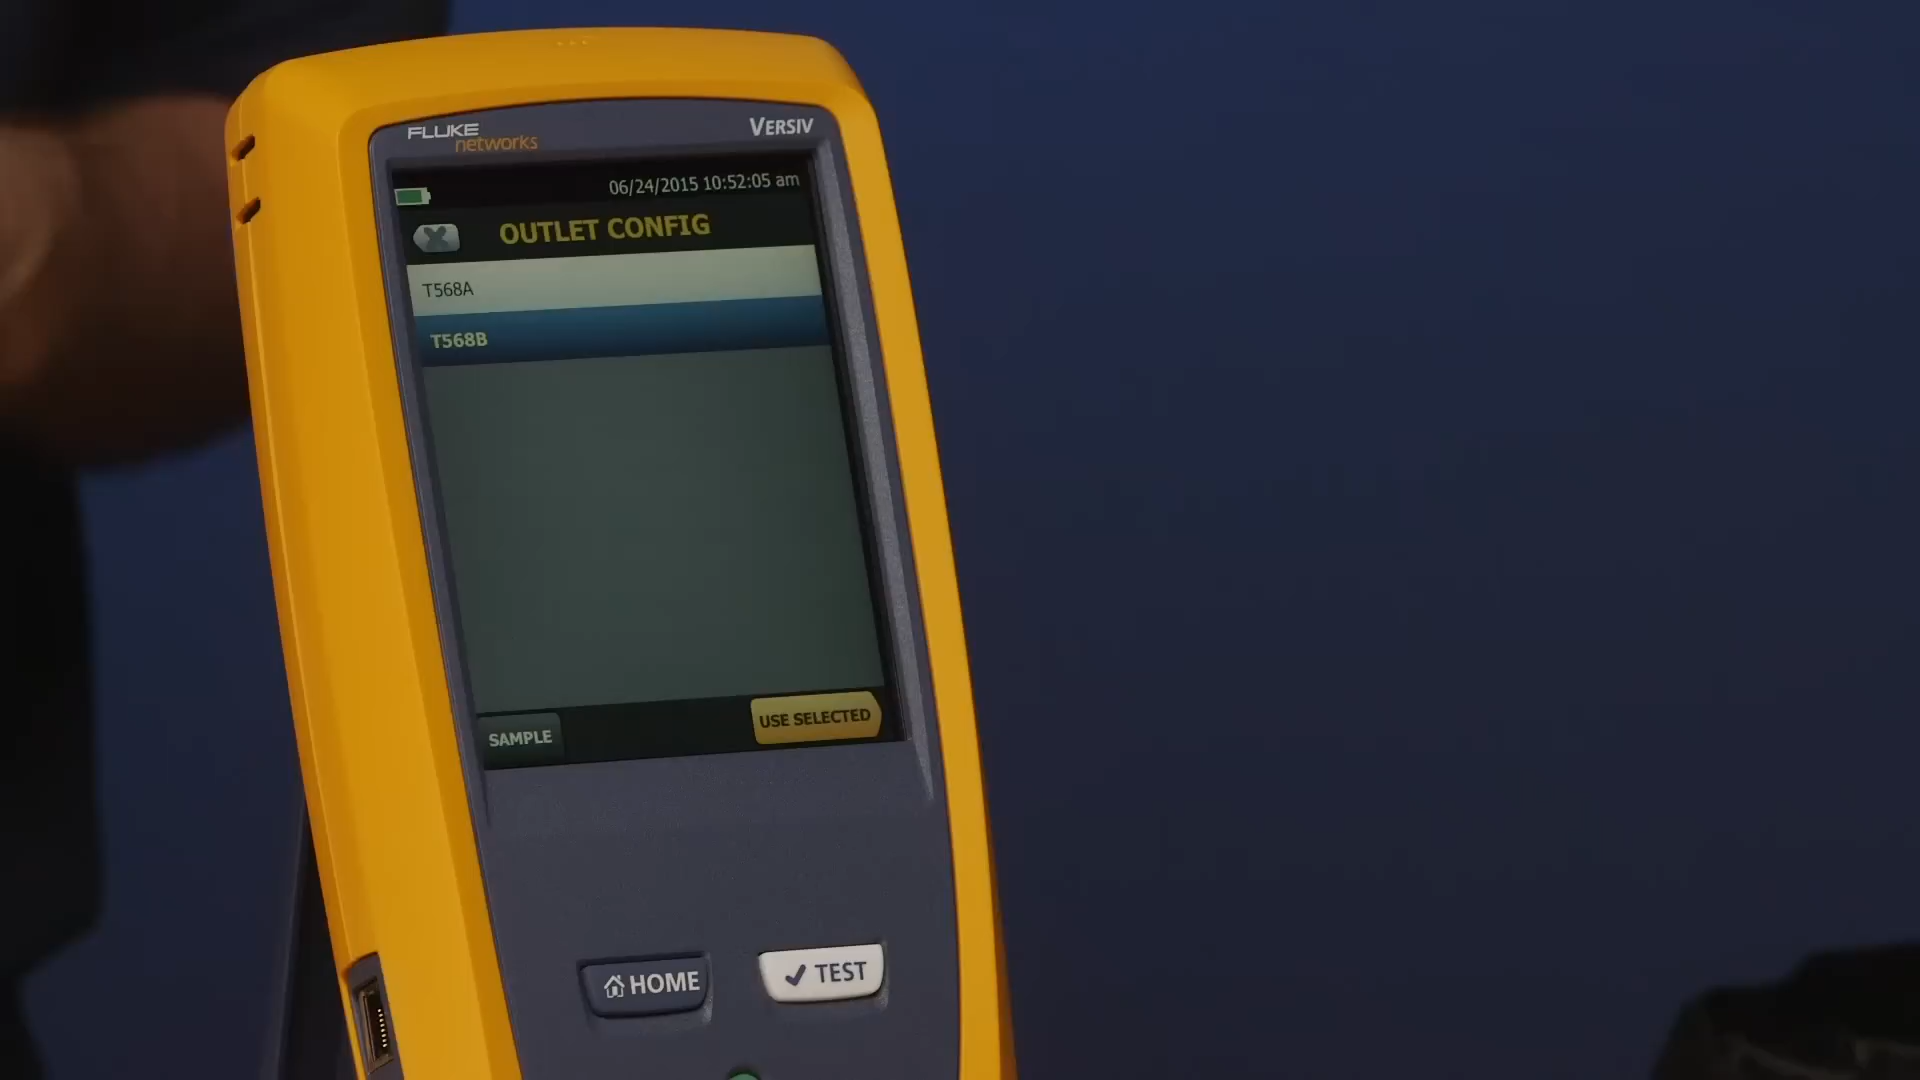 FLUKE
networks
VERSIV
06/24/2015 10:52:05 am
OUTLET CONFIG
T568A
T568B
SAMPLE
USE SELECTED
HOME
TEST